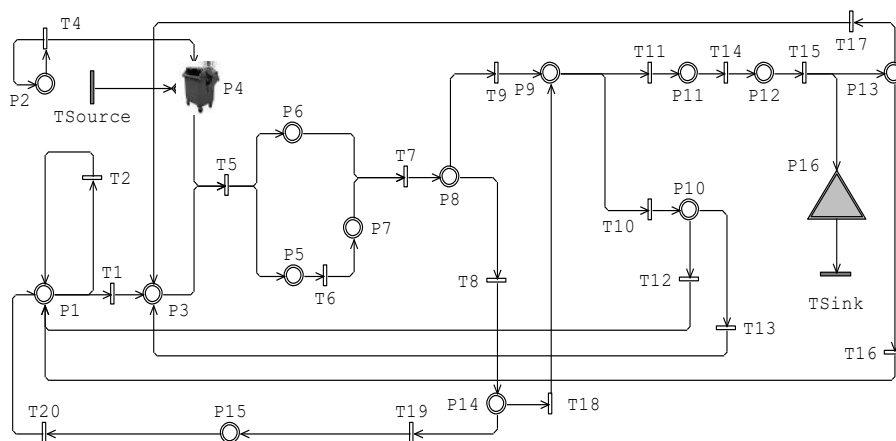 T4
T17
P2
P4
TSource
T9
P9
T11
T14
T15
P11
P12
P13
P6
T5
T7
P8
P16
T2
P7
P10
T10
P5
T6
T8
T12
TSink
P1
T1
P3
T13
T16
P14
T18
T20
P15
T19